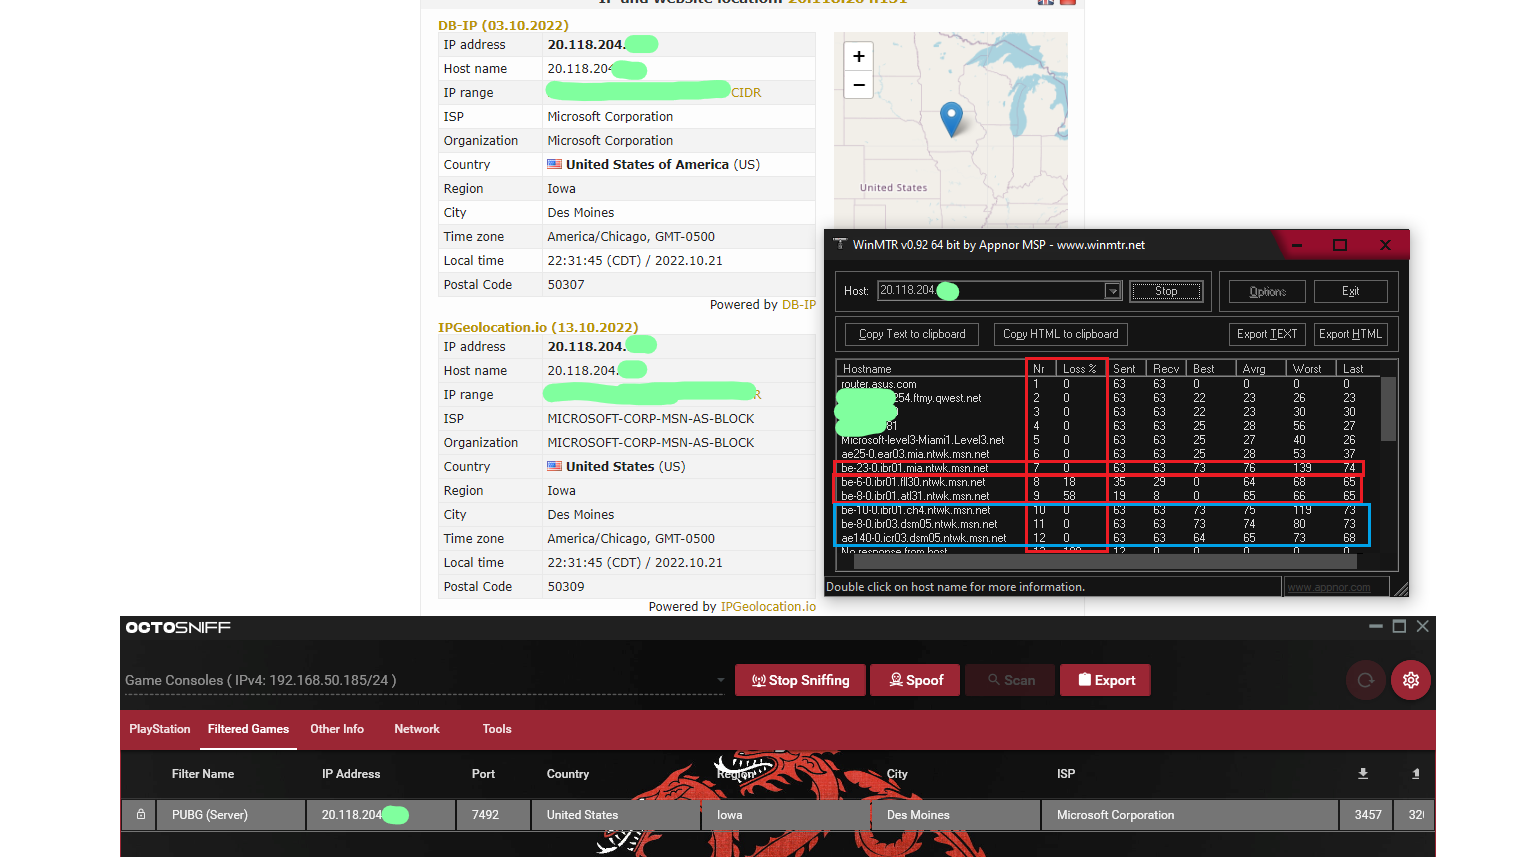 IP and website location: 20.118.204.131
DB-IP (03.10.2022)
IP address 20.118.204.
Host name 20.118.204
IP range CIDR
ISP Microsoft Corporation
Organization Microsoft Corporation
Country United States of America (US)
Region Iowa
City Des Moines
Time zone America/Chicago, GMT-0500
Local time 22:31:45 (CDT) / 2022.10.21
Postal Code 50307
Powered by DB-IP
+
−
United States
IPGeolocation.io (13.10.2022)
IP address 20.118.204.
Host name 20.118.204.
IP range R
ISP MICROSOFT-CORP-MSN-AS-BLOCK
Organization MICROSOFT-CORP-MSN-AS-BLOCK
Country United States (US)
Region Iowa
City Des Moines
Time zone America/Chicago, GMT-0500
Local time 22:31:45 (CDT) / 2022.10.21
Postal Code 50309
Powered by IPGeolocation.io
WinMTR v0.92 64 bit by Appnor MSP - www.winmtr.net
Host: 20.118.204. Stop Options Exit
Copy Text to clipboard Copy HTML to clipboard Export TEXT Export HTML
Hostname Nr Loss % Sent Recv Best Avrg Worst Last
router.asus.com 1 0 63 63 0 0 0 0
254.ftmy.qwest.net 2 0 63 63 22 23 26 23
3 0 63 63 22 23 30 30
81 4 0 63 63 25 28 56 27
Microsoft-level3-Miami1.Level3.net 5 0 63 63 25 27 40 26
ae25-0.ear03.mia.ntwk.msn.net 6 0 63 63 25 28 53 37
be-23-0.ibr01.mia.ntwk.msn.net 7 0 63 63 73 76 139 74
be-6-0.ibr01.fll30.ntwk.msn.net 8 18 35 29 0 64 68 65
be-8-0.ibr01.atl31.ntwk.msn.net 9 58 19 8 0 65 66 65
be-10-0.ibr01.ch4.ntwk.msn.net 10 0 63 63 73 75 119 73
be-8-0.ibr03.dsm05.ntwk.msn.net 11 0 63 63 73 74 80 73
ae140-0.icr03.dsm05.ntwk.msn.net 12 0 63 63 64 65 73 68
No response from host 13 100 12 0 0 0 0 0
Double click on host name for more information. www.appnor.com
OCTOSNIFF
Game Consoles ( IPv4: 192.168.50.185/24 ) Stop Sniffing Spoof Scan Export
PlayStation Filtered Games Other Info Network Tools
Filter Name IP Address Port Country Region City ISP
PUBG (Server) 20.118.204 7492 United States Iowa Des Moines Microsoft Corporation 3457 32